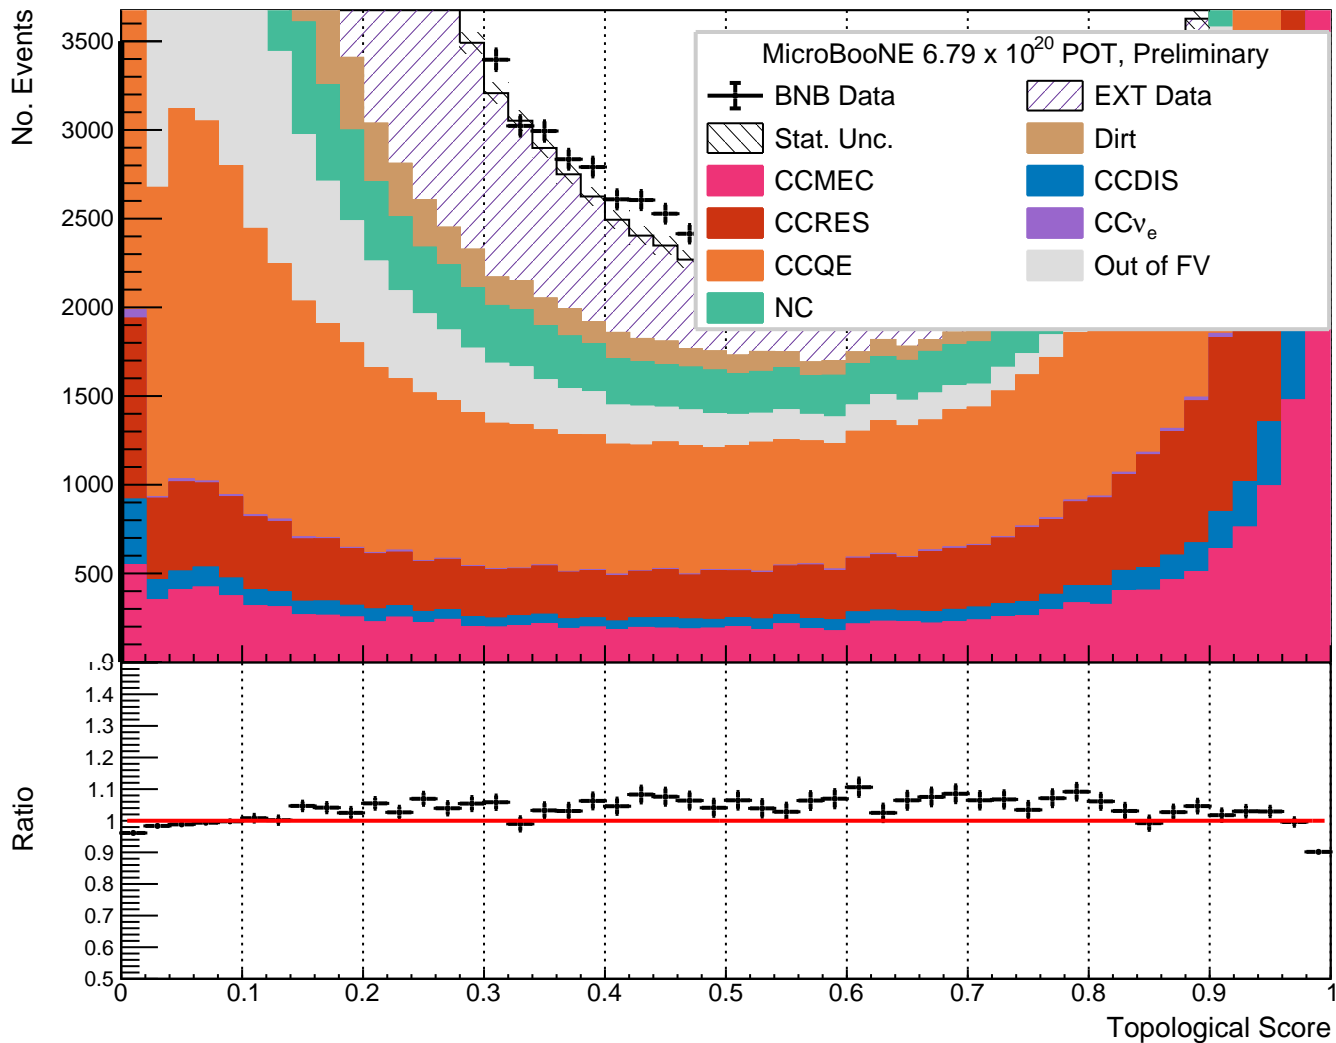 No. Events
3500
3000
2500
2000
1500
1000
500
MicroBooNE 6.79 x 10^20 POT, Preliminary
BNB Data
EXT Data
Stat. Unc.
Dirt
CCMEC
CCDIS
CCRES
CCν_e
CCQE
Out of FV
NC
Ratio
1.4
1.3
1.2
1.1
1
0.9
0.8
0.7
0.6
0.5
0 0.1 0.2 0.3 0.4 0.5 0.6 0.7 0.8 0.9 1
Topological Score